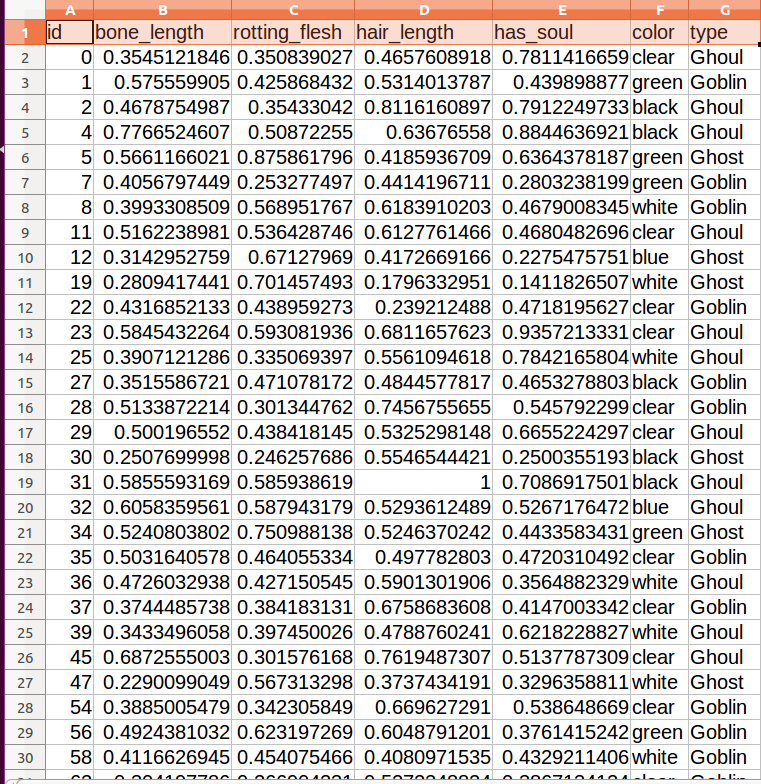 A B C D E F G
1 id bone_length rotting_flesh hair_length has_soul color type
2 0 0.3545121846 0.350839027 0.4657608918 0.7811416659 clear Ghoul
3 1 0.575559905 0.425868432 0.5314013787 0.439898877 green Goblin
4 2 0.4678754987 0.35433042 0.8116160897 0.7912249733 black Ghoul
5 4 0.7766524607 0.50872255 0.63676558 0.8844636921 black Ghoul
6 5 0.5661166021 0.875861796 0.4185936709 0.6364378187 green Ghost
7 7 0.4056797449 0.253277497 0.4414196711 0.2803238199 green Goblin
8 8 0.3993308509 0.568951767 0.6183910203 0.4679008345 white Goblin
9 11 0.5162238981 0.536428746 0.6127761466 0.4680482696 clear Ghoul
10 12 0.3142952759 0.67127969 0.4172669166 0.2275475751 blue Ghost
11 19 0.2809417441 0.701457493 0.1796332951 0.1411826507 white Ghost
12 22 0.4316852133 0.438959273 0.239212488 0.4718195627 clear Goblin
13 23 0.5845432264 0.593081936 0.6811657623 0.9357213331 clear Ghoul
14 25 0.3907121286 0.335069397 0.5561094618 0.7842165804 white Ghoul
15 27 0.3515586721 0.471078172 0.4844577817 0.4653278803 black Goblin
16 28 0.5133872214 0.301344762 0.7456755655 0.545792299 clear Goblin
17 29 0.500196552 0.438418145 0.5325298148 0.6655224297 clear Ghoul
18 30 0.2507699998 0.246257686 0.5546544421 0.2500355193 black Ghost
19 31 0.5855593169 0.585938619 1 0.7086917501 black Ghoul
20 32 0.6058359561 0.587943179 0.5293612489 0.5267176472 blue Ghoul
21 34 0.5240803802 0.750988138 0.5246370242 0.4433583431 green Ghost
22 35 0.5031640578 0.464055334 0.497782803 0.4720310492 clear Goblin
23 36 0.4726032938 0.427150545 0.5901301906 0.3564882329 white Ghoul
24 37 0.3744485738 0.384183131 0.6758683608 0.4147003342 clear Goblin
25 39 0.3433496058 0.397450026 0.4788760241 0.6218228827 white Ghoul
26 45 0.6872555003 0.301576168 0.7619487307 0.5137787309 clear Ghoul
27 47 0.2290099049 0.567313298 0.3737434191 0.3296358811 white Ghost
28 54 0.3885005479 0.342305849 0.669627291 0.538648669 clear Goblin
29 56 0.4924381032 0.623197269 0.6048791201 0.3761415242 green Goblin
30 58 0.4116626945 0.454075466 0.4080971535 0.4329211406 white Goblin